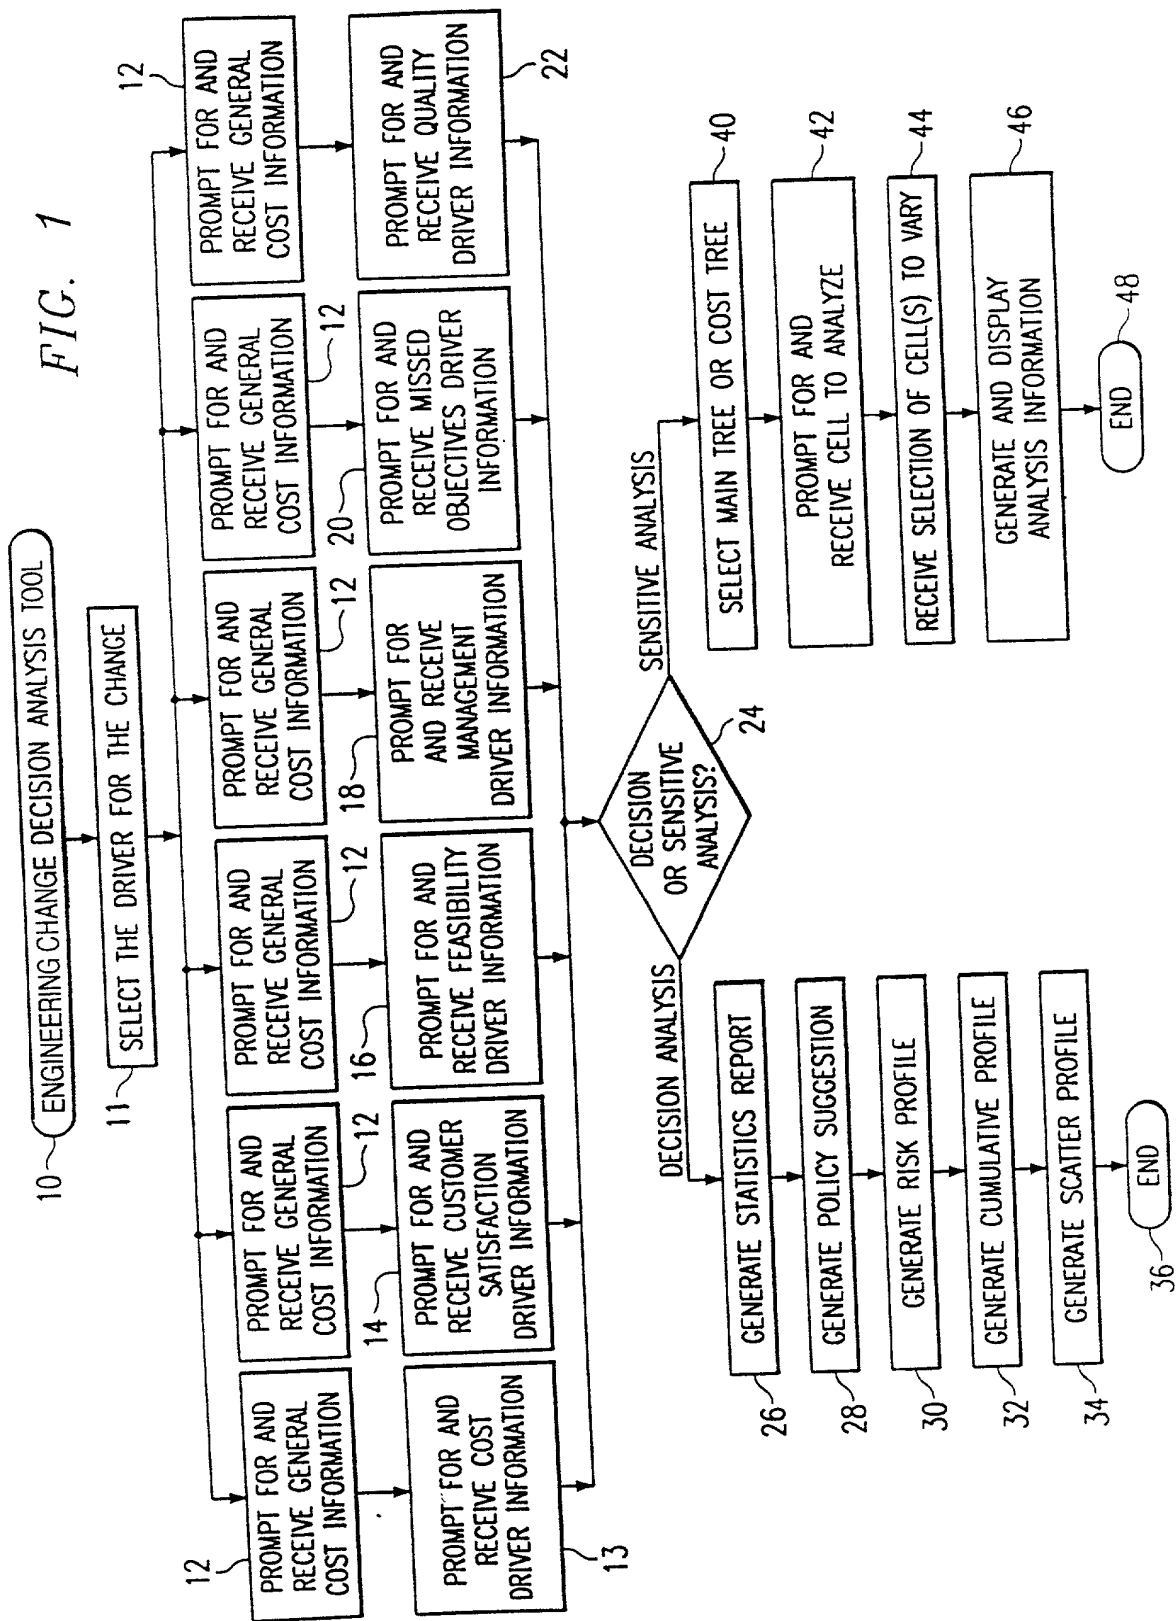 FIG. 1
10
ENGINEERING CHANGE DECISION ANALYSIS TOOL
11
SELECT THE DRIVER FOR THE CHANGE
12
PROMPT FOR AND
RECEIVE GENERAL
COST INFORMATION
PROMPT FOR AND
RECEIVE COST
DRIVER INFORMATION
13
PROMPT FOR AND
RECEIVE GENERAL
COST INFORMATION
12
14
PROMPT FOR AND
RECEIVE CUSTOMER
SATISFACTION
DRIVER INFORMATION
PROMPT FOR AND
RECEIVE GENERAL
COST INFORMATION
12
16
PROMPT FOR AND
RECEIVE FEASIBILITY
DRIVER INFORMATION
PROMPT FOR AND
RECEIVE GENERAL
COST INFORMATION
12
18
PROMPT FOR
AND RECEIVE
MANAGEMENT
DRIVER INFORMATION
PROMPT FOR AND
RECEIVE GENERAL
COST INFORMATION
12
20
PROMPT FOR AND
RECEIVE MISSED
OBJECTIVES DRIVER
INFORMATION
12
PROMPT FOR AND
RECEIVE GENERAL
COST INFORMATION
PROMPT FOR AND
RECEIVE QUALITY
DRIVER INFORMATION
22
DECISION
OR SENSITIVE
ANALYSIS?
24
DECISION ANALYSIS
GENERATE STATISTICS REPORT
26
GENERATE POLICY SUGGESTION
28
GENERATE RISK PROFILE
30
GENERATE CUMULATIVE PROFILE
32
GENERATE SCATTER PROFILE
34
END
36
SENSITIVE ANALYSIS
SELECT MAIN TREE OR COST TREE
40
PROMPT FOR AND
RECEIVE CELL TO ANALYZE
42
RECEIVE SELECTION OF CELL(S) TO VARY
44
GENERATE AND DISPLAY
ANALYSIS INFORMATION
46
END
48